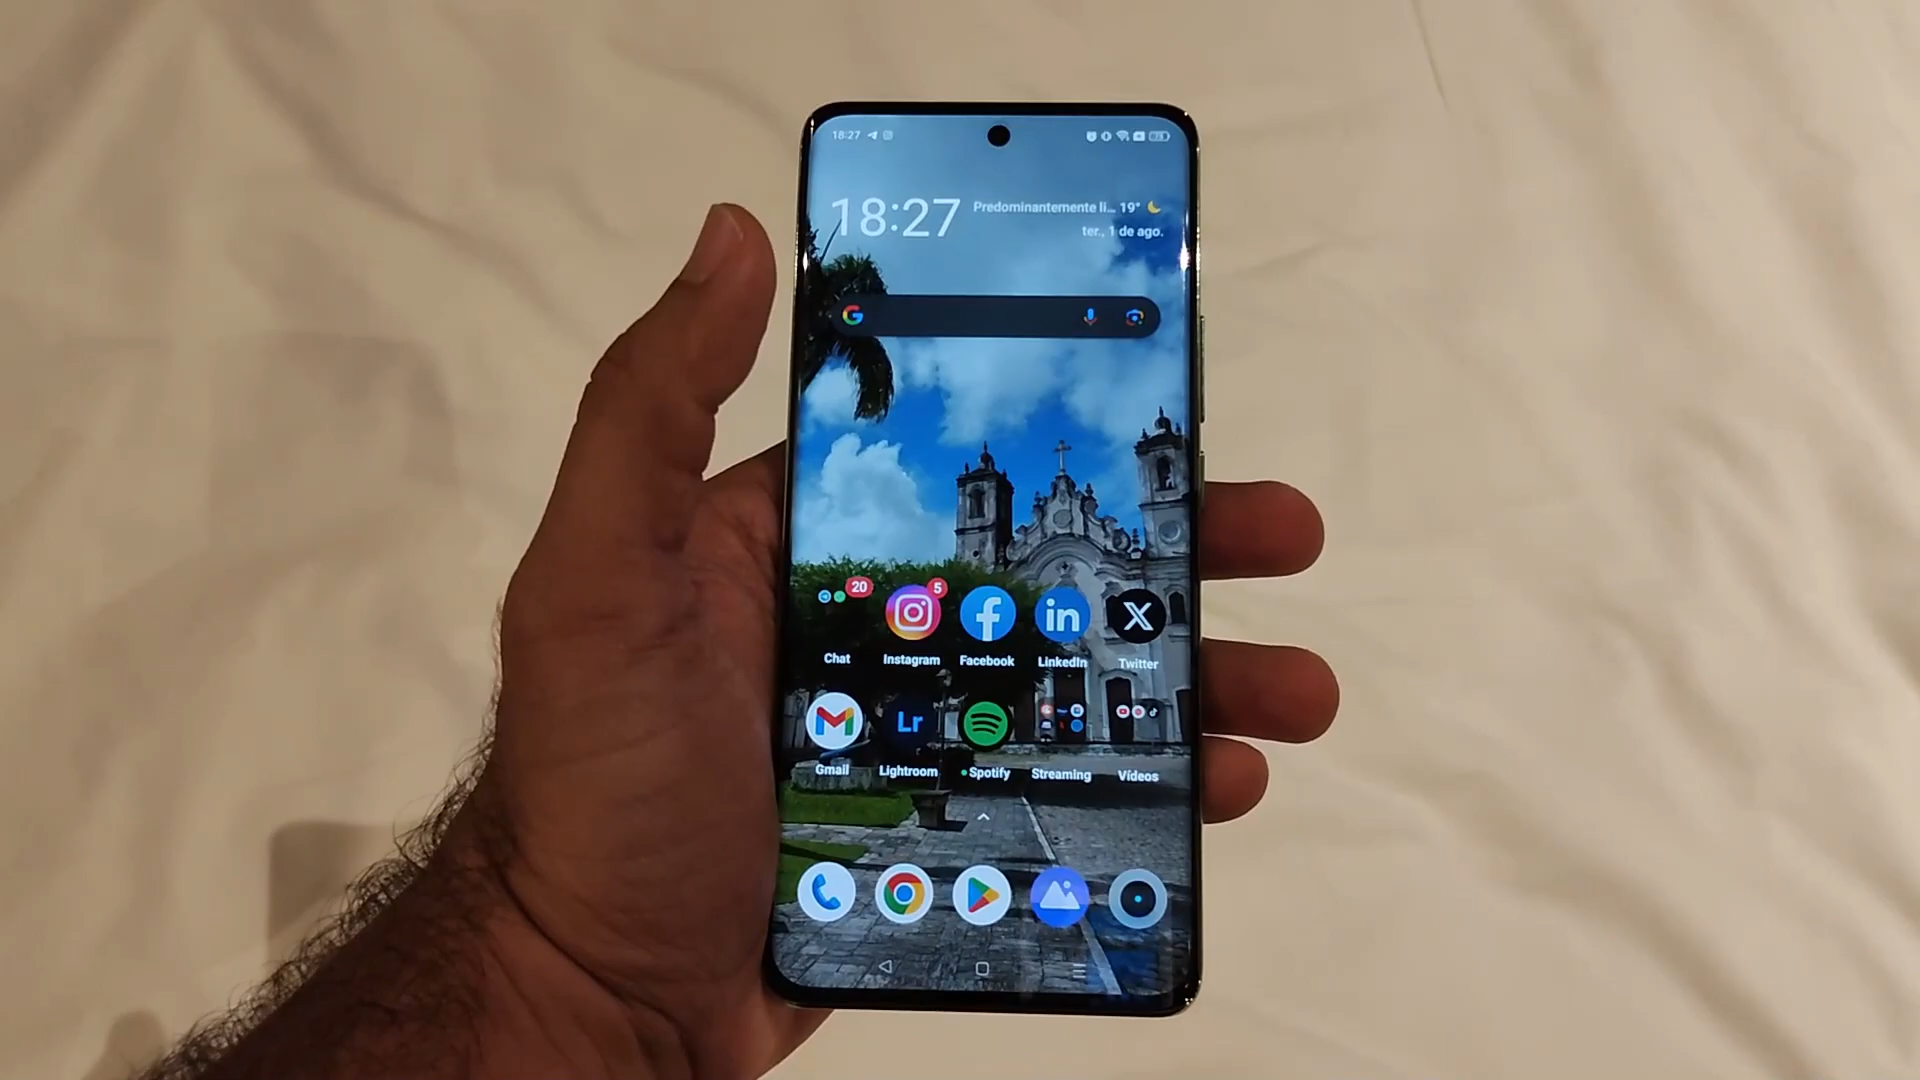 18:27
18:27
Predominantemente li... 19°
ter., 1 de ago.
20
5
Chat
Instagram
Facebook
LinkedIn
Twitter
Lr
Gmail
Lightroom
Spotify
Streaming
Vídeos